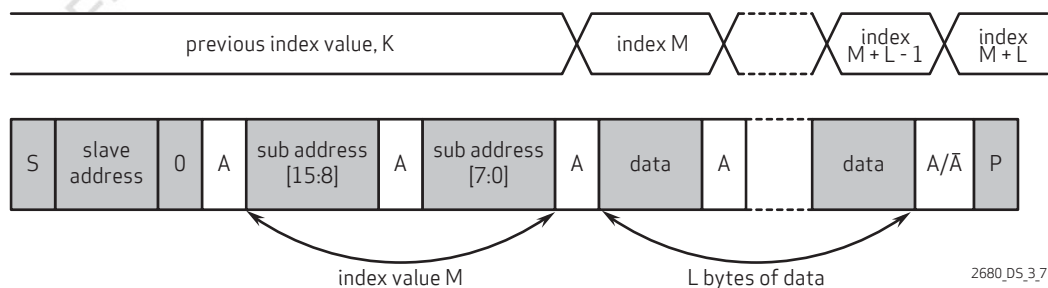 previous index value, K
index M
index
M + L - 1
index
M + L
S
slave
address
0
A
sub address
[15:8]
A
sub address
[7:0]
A
data
A
data
A/Ā
P
index value M
L bytes of data
2680_DS_3_7